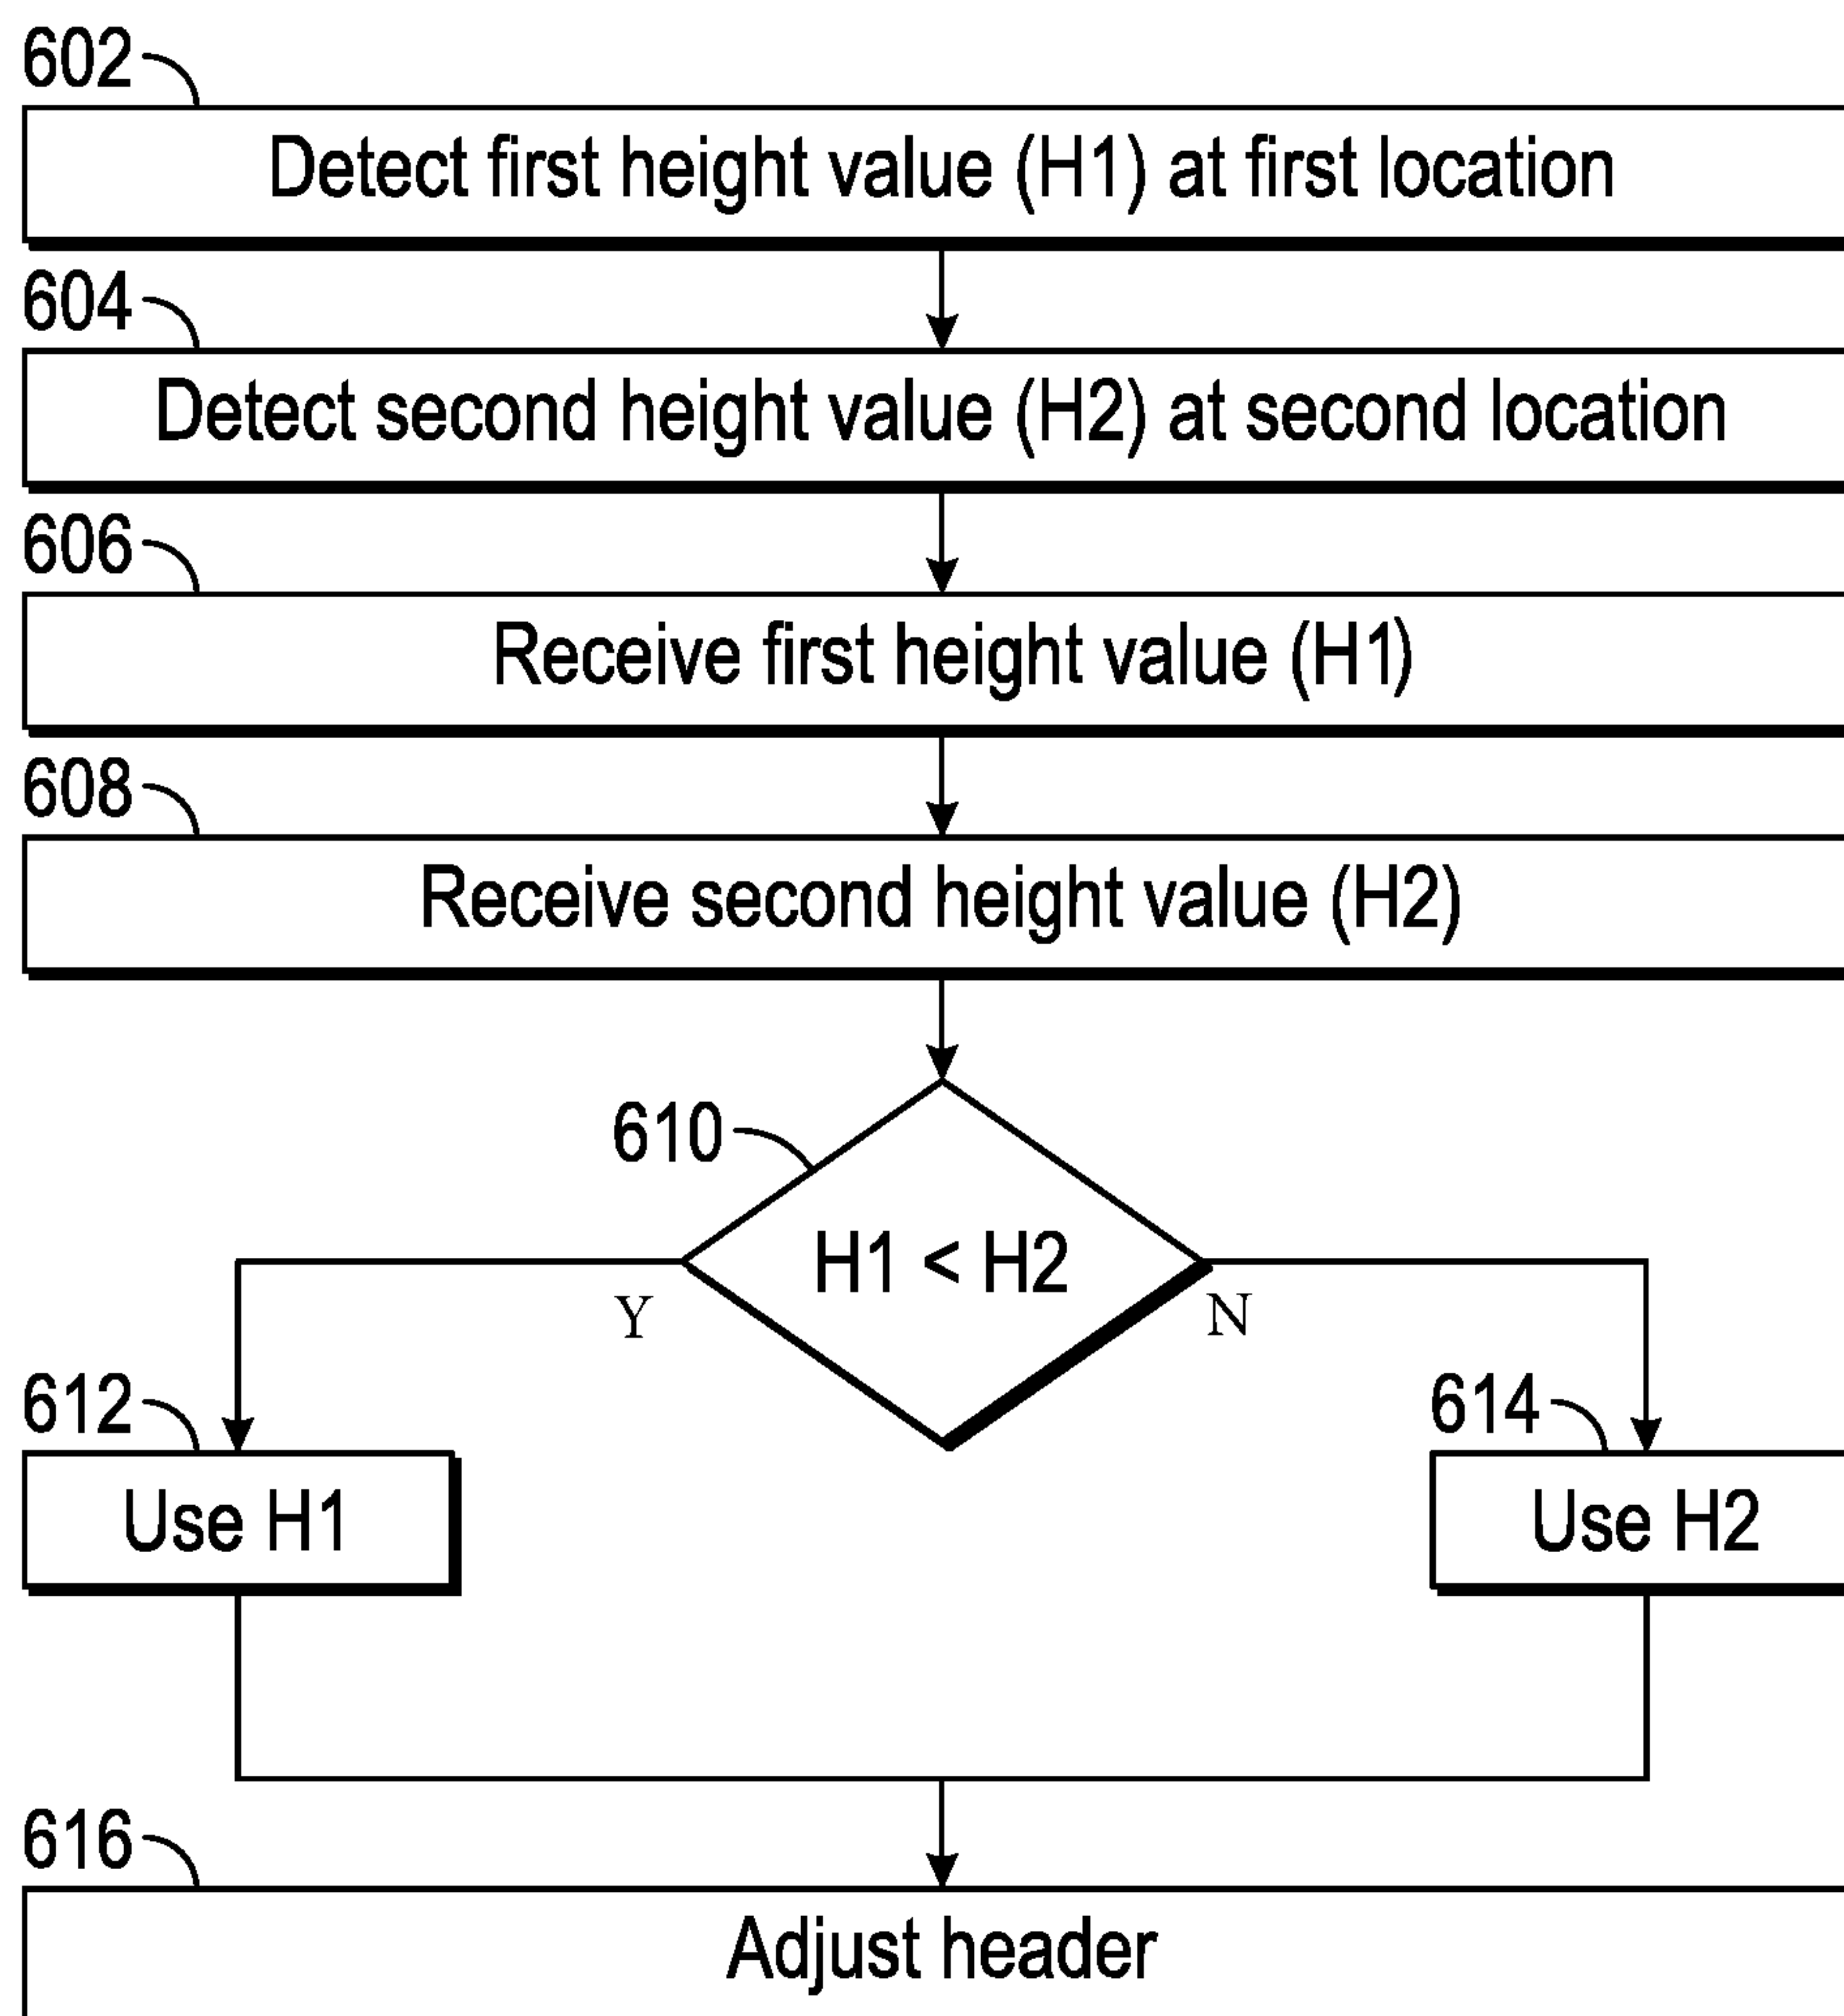 602
Detect first height value (H1) at first location
604
Detect second height value (H2) at second location
606
Receive first height value (H1)
608
Receive second height value (H2)
610
H1 < H2
Y
N
612
614
Use H1
Use H2
616
Adjust header